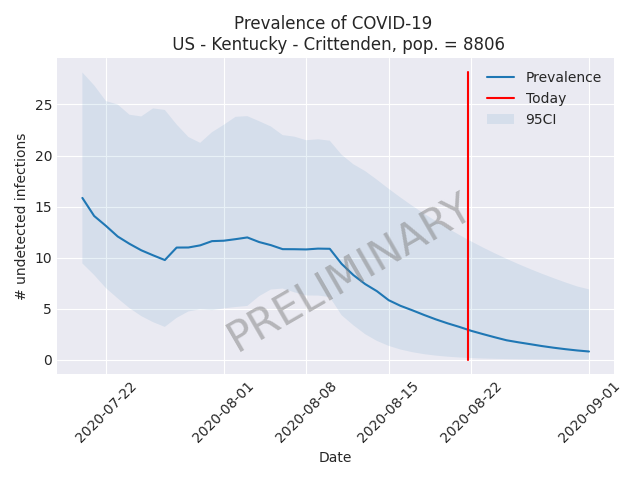 Prevalence of COVID-19
US - Kentucky - Crittenden, pop. = 8806
Prevalence
Today
95CI
PRELIMINARY
# undetected infections
25
20
15
10
5
0
2020-07-22
2020-08-01
2020-08-08
2020-08-15
2020-08-22
2020-09-01
Date